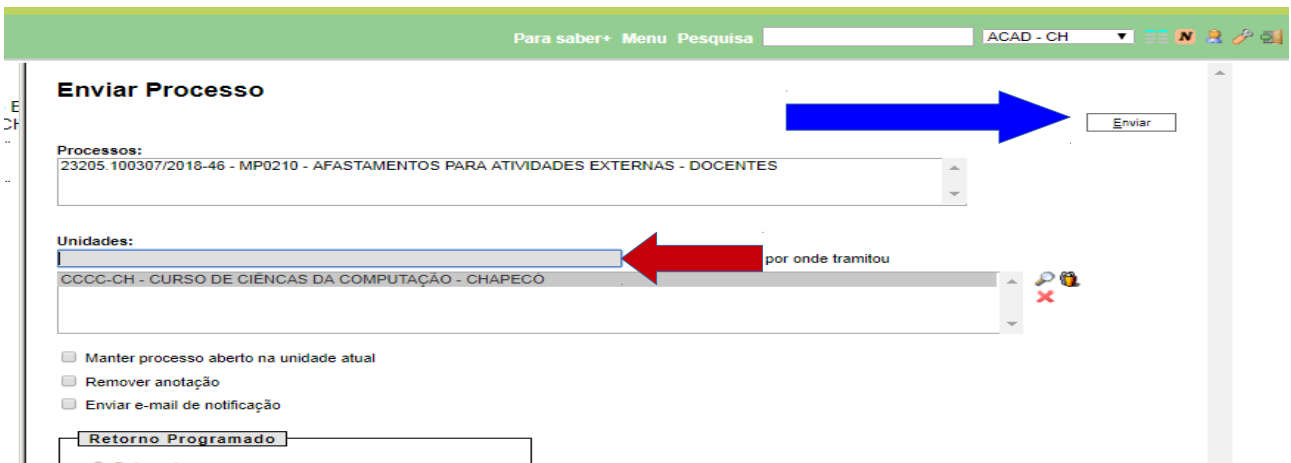 Para saber+ Menu Pesquisa ACAD - CH
N
Enviar Processo
E
CH
Enviar
Processos:
23205.100307/2018-46 - MP0210 - AFASTAMENTOS PARA ATIVIDADES EXTERNAS - DOCENTES
Unidades:
por onde tramitou
CCCC-CH - CURSO DE CIÊNCAS DA COMPUTAÇÃO - CHAPECÓ
Manter processo aberto na unidade atual
Remover anotação
Enviar e-mail de notificação
Retorno Programado